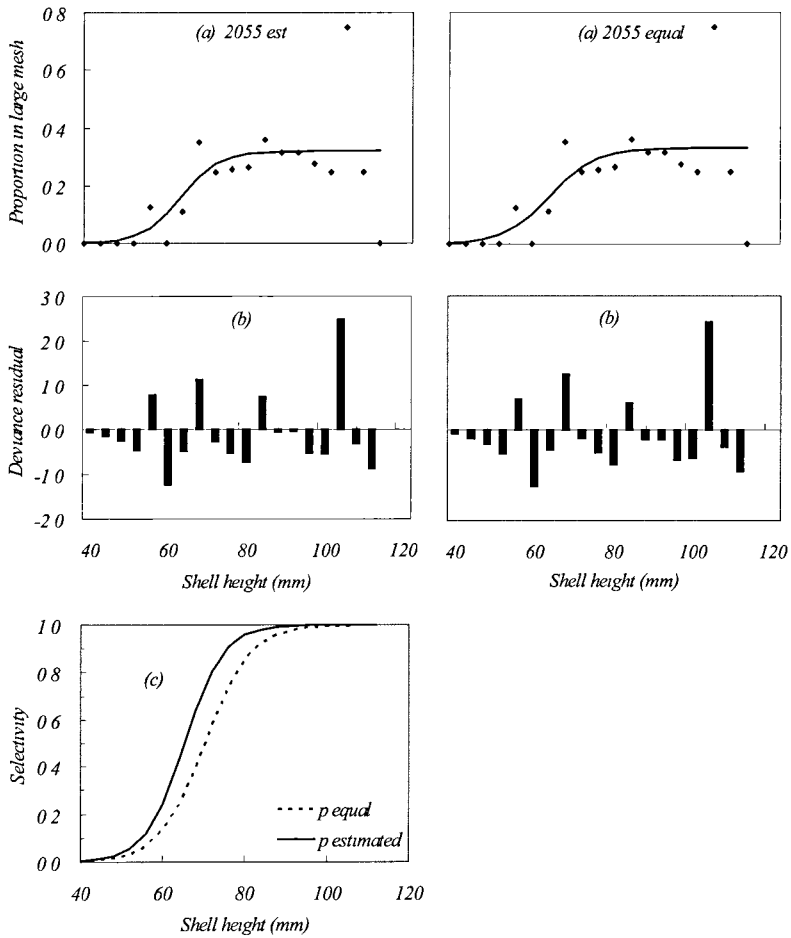 (a) 2055 est
Proportion in large mesh
0 8
0 6
0 4
0 2
0 0
(a) 2055 equal
(b)
Deviance residual
3 0
2 0
1 0
0 0
-1 0
-2 0
40 60 80 100 120
Shell height (mm)
(b)
40 60 80 100 120
Shell height (mm)
(c)
Selectivity
1 0
0 8
0 6
0 4
0 2
0 0
p equal
p estimated
40 60 80 100 120
Shell height (mm)